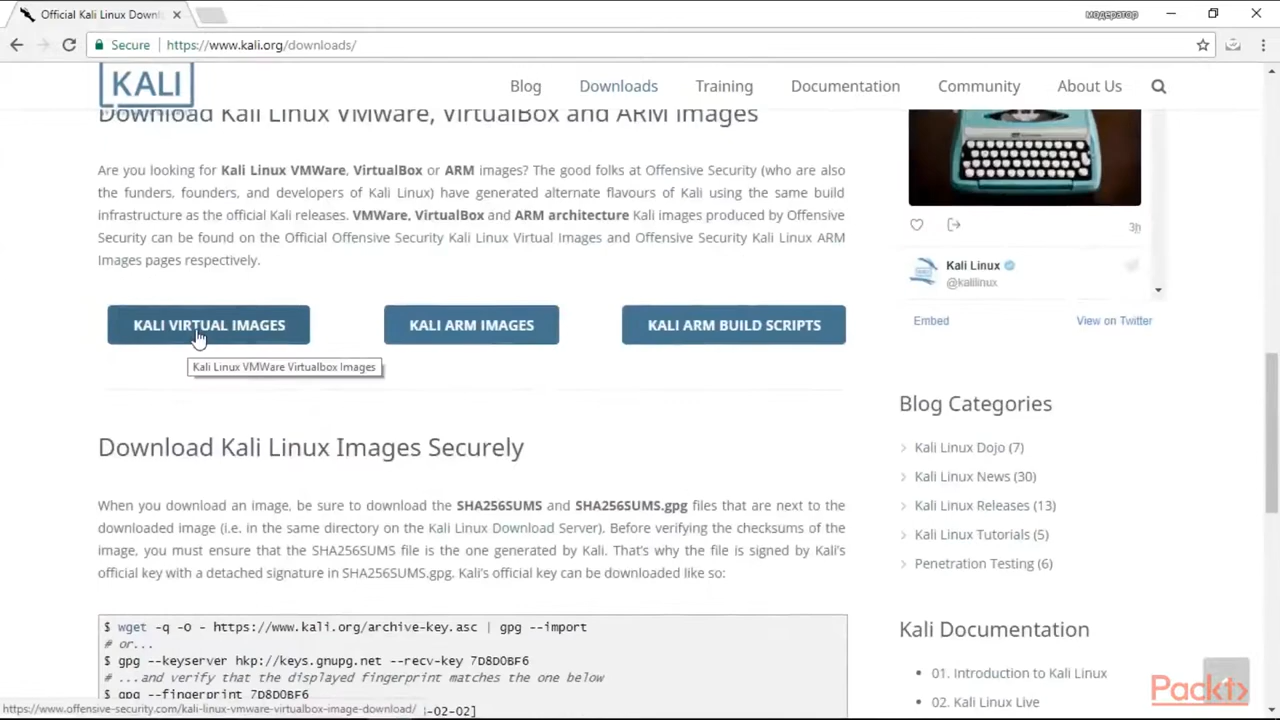 Official Kali Linux Downl
модератор
Secure
https://www.kali.org/downloads/
KALI
Blog
Downloads
Training
Documentation
Community
About Us
Download Kali Linux VMware, VirtualBox and ARM images
Are you looking for Kali Linux VMWare, VirtualBox or ARM images? The good folks at Offensive Security (who are also
the funders, founders, and developers of Kali Linux) have generated alternate flavours of Kali using the same build
infrastructure as the official Kali releases. VMware, VirtualBox and ARM architecture Kali images produced by Offensive
Security can be found on the Official Offensive Security Kali Linux Virtual Images and Offensive Security Kali Linux ARM
Images pages respectively.
KALI VIRTUAL IMAGES
KALI ARM IMAGES
KALI ARM BUILD SCRIPTS
Kali Linux VMWare Virtualbox Images
Download Kali Linux Images Securely
When you download an image, be sure to download the SHA256SUMS and SHA256SUMS.gpg files that are next to the
downloaded image (i.e. in the same directory on the Kali Linux Download Server). Before verifying the checksums of the
image, you must ensure that the SHA256SUMS file is the one generated by Kali. That's why the file is signed by Kali's
official key with a detached signature in SHA256SUMS.gpg. Kali's official key can be downloaded like so:
$ wget -q -O - https://www.kali.org/archive-key.asc | gpg --import
# or...
$ gpg --keyserver hkp://keys.gnupg.net --recv-key 7D8D0BF6
# ...and verify that the displayed fingerprint matches the one below
$ gpg --fingerprint 7D8D0BF6
-02-02]
https://www.offensive-security.com/kali-linux-vmware-virtualbox-image-download/
3h
Kali Linux
@kalilinux
Embed
View on Twitter
Blog Categories
Kali Linux Dojo (7)
Kali Linux News (30)
Kali Linux Releases (13)
Kali Linux Tutorials (5)
Penetration Testing (6)
Kali Documentation
01. Introduction to Kali Linux
02. Kali Linux Live
Packt>